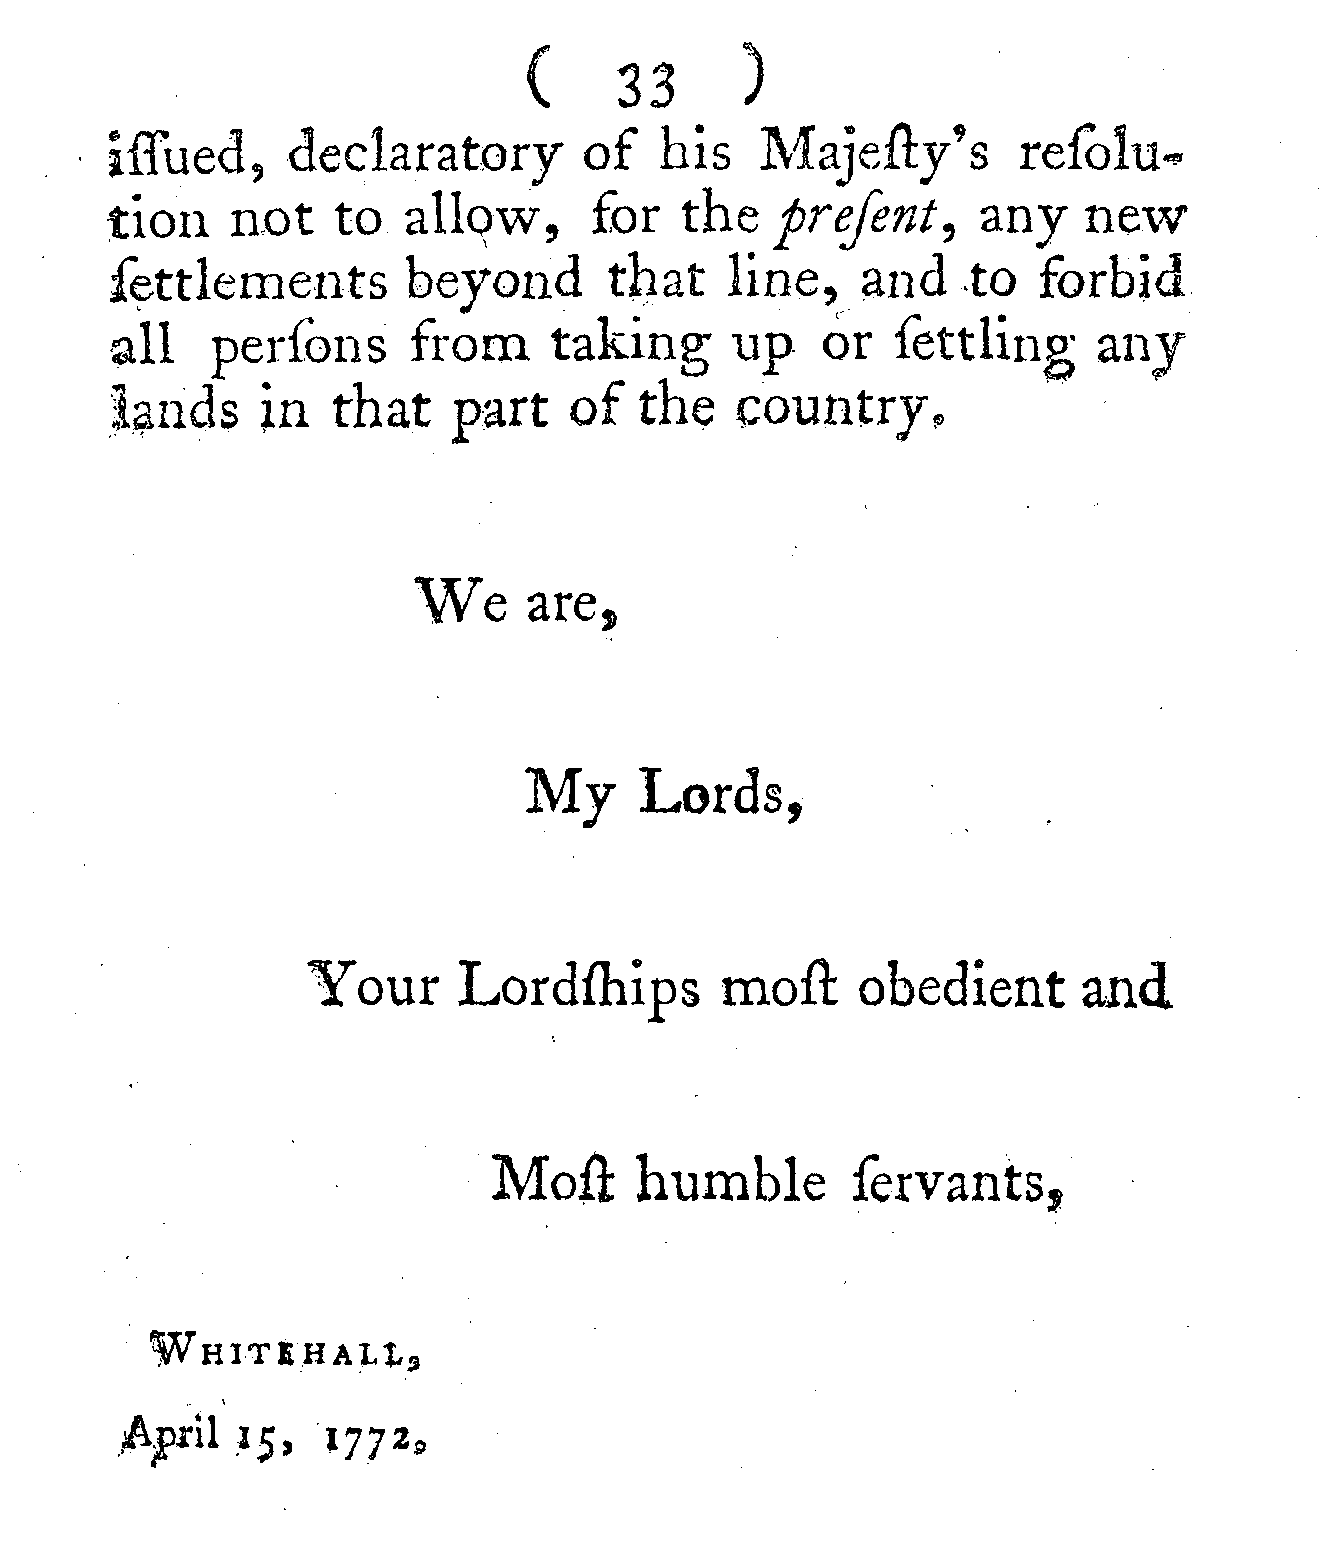 ( 33 )
iſſued, declaratory of his Majeſty's reſolu-
tion not to allow, for the preſent, any new
ſettlements beyond that line, and to forbid
all perſons from taking up or ſettling any
lands in that part of the country.
We are,
My Lords,
Your Lordſhips moſt obedient and
Moſt humble ſervants,
WHITEHALL,
April 15, 1772.